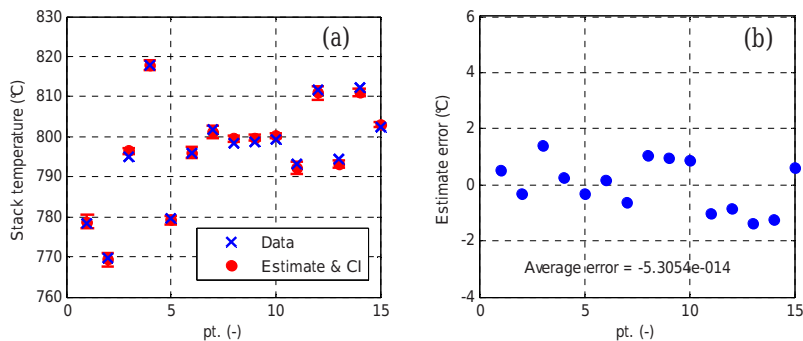 (a)
Stack temperature (°C)
830
820
810
800
790
780
770
760
0
5
10
15
pt. (-)
Data
Estimate & CI
(b)
Estimate error (°C)
6
4
2
0
-2
-4
0
5
10
15
pt. (-)
Average error = -5.3054e-014